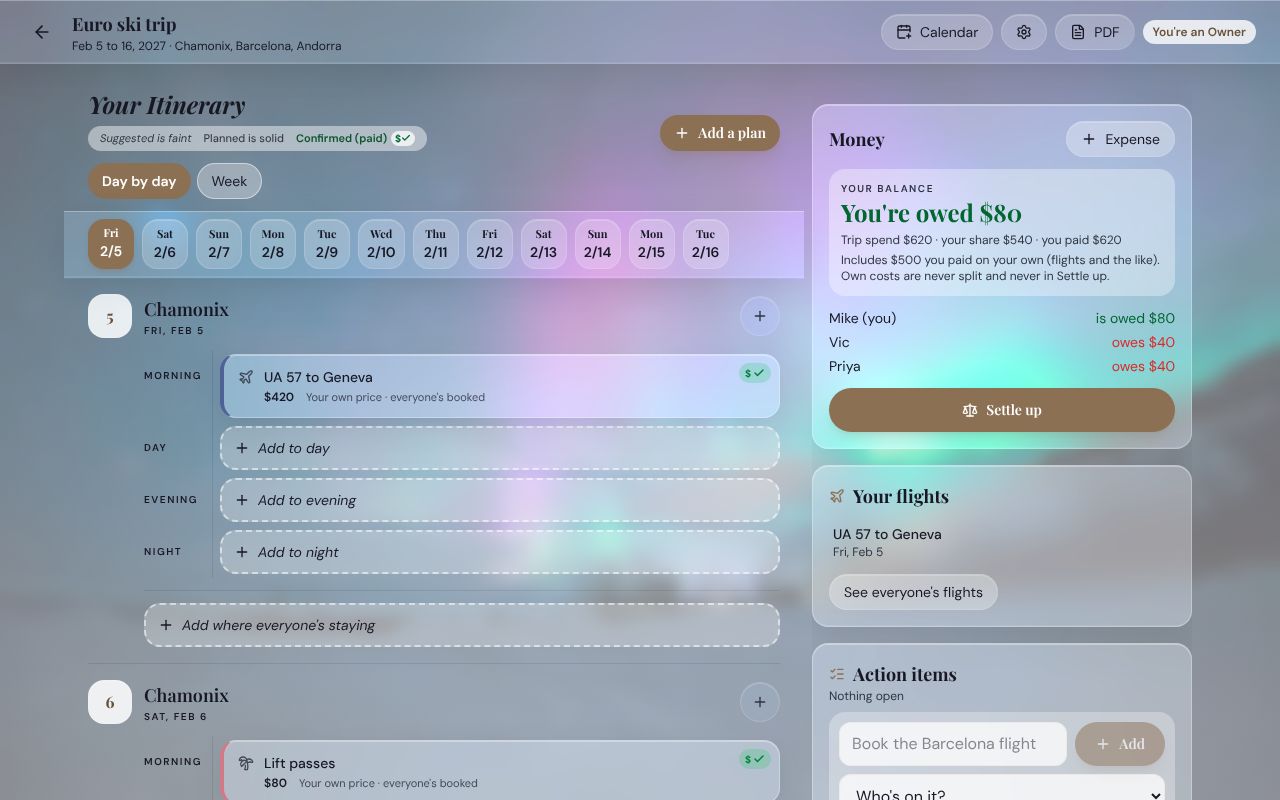 Euro ski trip
Feb 5 to 16, 2027 · Chamonix, Barcelona, Andorra
Calendar
PDF
You're an Owner
Your Itinerary
Suggested is faint Planned is solid Confirmed (paid) $✓
Add a plan
Day by day
Week
Fri 2/5
Sat 2/6
Sun 2/7
Mon 2/8
Tue 2/9
Wed 2/10
Thu 2/11
Fri 2/12
Sat 2/13
Sun 2/14
Mon 2/15
Tue 2/16
5
Chamonix
FRI, FEB 5
MORNING
UA 57 to Geneva
$ ✓
$420 Your own price · everyone's booked
DAY
+ Add to day
EVENING
+ Add to evening
NIGHT
+ Add to night
+ Add where everyone's staying
6
Chamonix
SAT, FEB 6
MORNING
Lift passes
$ ✓
$80 Your own price · everyone's booked
Money
+ Expense
YOUR BALANCE
You're owed $80
Trip spend $620 · your share $540 · you paid $620
Includes $500 you paid on your own (flights and the like).
Own costs are never split and never in Settle up.
Mike (you) is owed $80
Vic owes $40
Priya owes $40
Settle up
Your flights
UA 57 to Geneva
Fri, Feb 5
See everyone's flights
Action items
Nothing open
Book the Barcelona flight
+ Add
Who's on it?